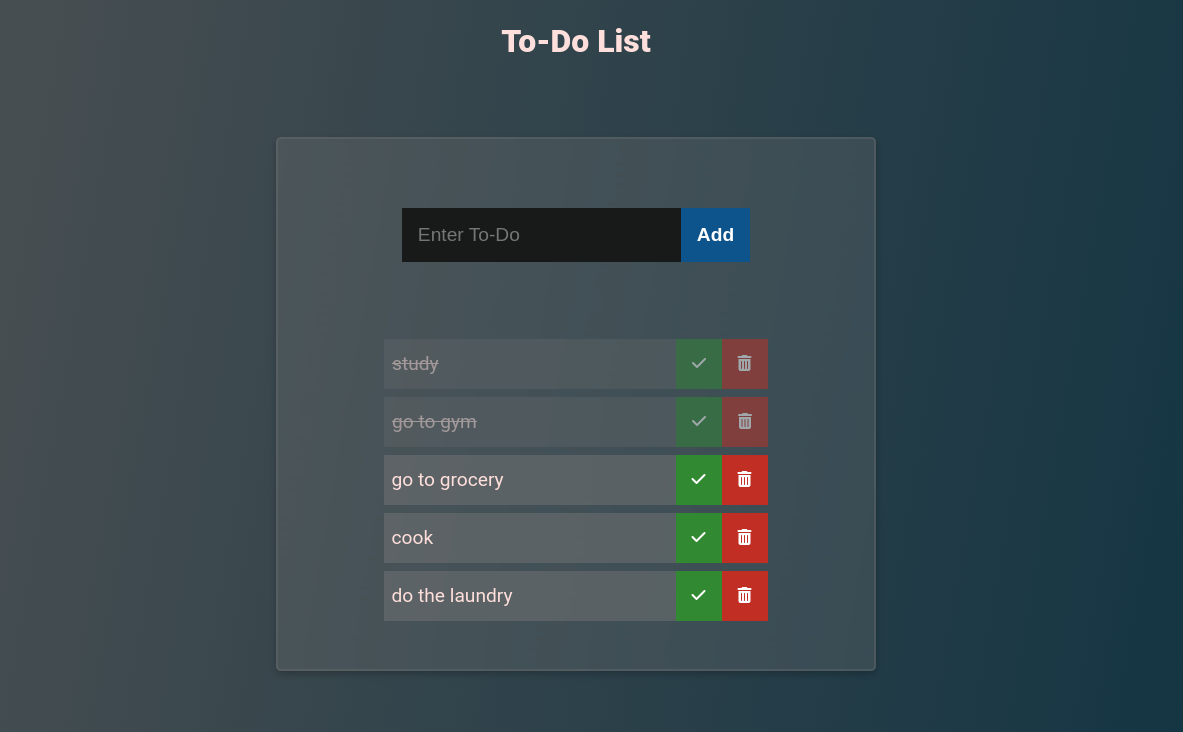 To-Do List
Enter To-Do
Add
study
go to gym
go to grocery
cook
do the laundry